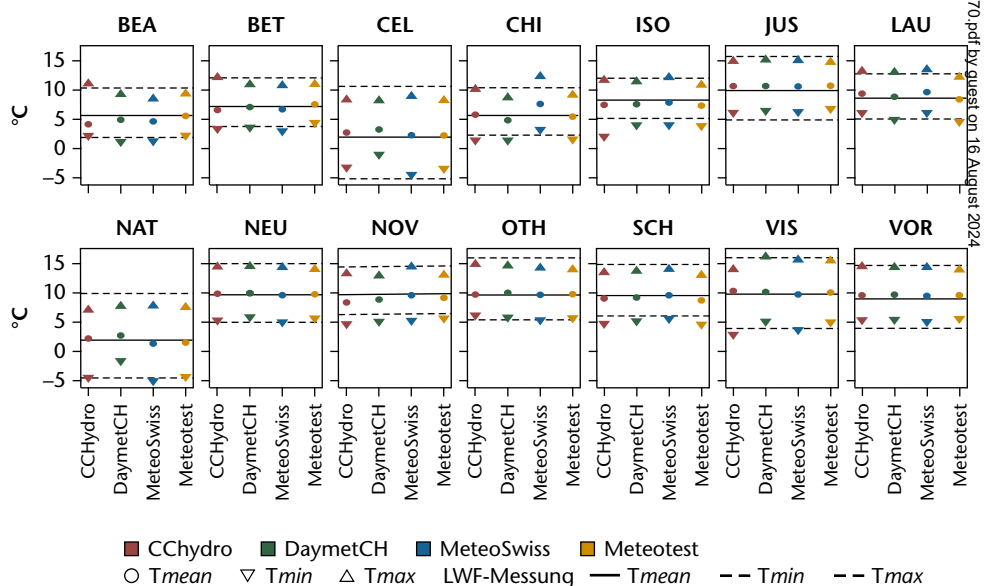 BEA BET CEL CHI ISO JUS LAU
°C
15
10
5
0
−5
NAT NEU NOV OTH SCH VIS VOR
°C
15
10
5
0
−5
CCHydro DaymetCH MeteoSwiss Meteotest CCHydro DaymetCH MeteoSwiss Meteotest CCHydro DaymetCH MeteoSwiss Meteotest CCHydro DaymetCH MeteoSwiss Meteotest CCHydro DaymetCH MeteoSwiss Meteotest CCHydro DaymetCH MeteoSwiss Meteotest CCHydro DaymetCH MeteoSwiss Meteotest
CChydro DaymetCH MeteoSwiss Meteotest
Tmean Tmin Tmax LWF-Messung Tmean Tmin Tmax
70.pdf by guest on 16 August 2024